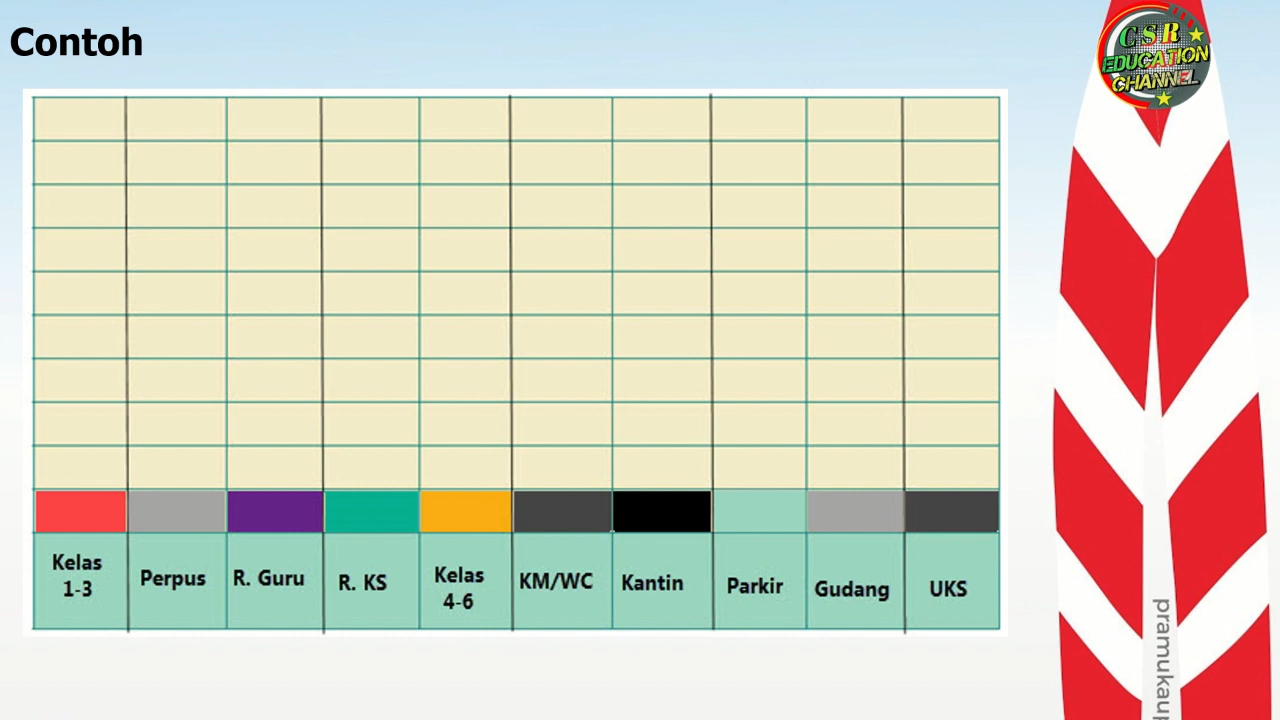 Contoh
CSR
EDUCATION
CHANNEL
Kelas
1-3
Perpus
R. Guru
R. KS
Kelas
4-6
KM/WC
Kantin
Parkir
Gudang
UKS